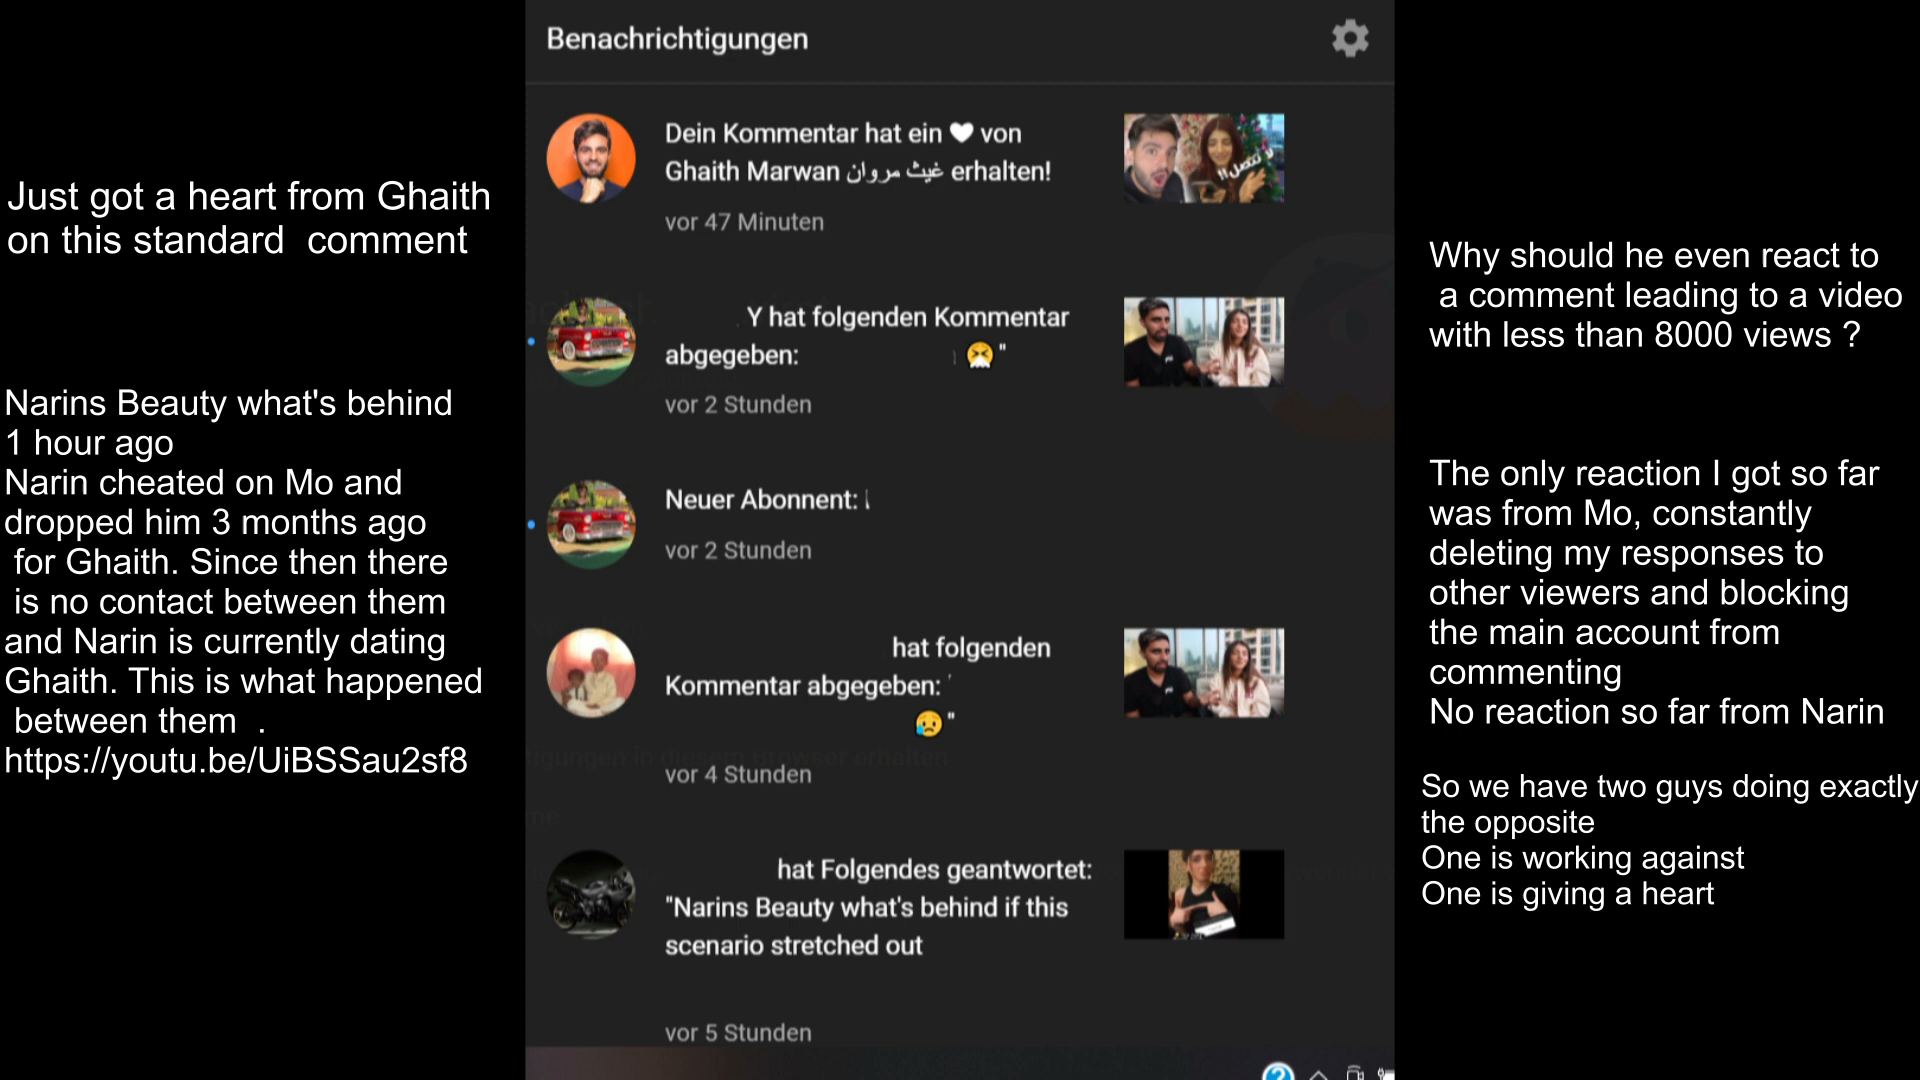 Just got a heart from Ghaith
on this standard comment
Narins Beauty what's behind
1 hour ago
Narin cheated on Mo and
dropped him 3 months ago
for Ghaith. Since then there
is no contact between them
and Narin is currently dating
Ghaith. This is what happened
between them .
https://youtu.be/UiBSSau2sf8
Benachrichtigungen
Dein Kommentar hat ein ♥ von
Ghaith Marwan غيث مروان erhalten!
vor 47 Minuten
لا تتصل!!
Y hat folgenden Kommentar
abgegeben: 🤧"
vor 2 Stunden
Neuer Abonnent:
vor 2 Stunden
hat folgenden
Kommentar abgegeben: "
😥"
vor 4 Stunden
hat Folgendes geantwortet:
"Narins Beauty what's behind if this
scenario stretched out
vor 5 Stunden
Why should he even react to
a comment leading to a video
with less than 8000 views ?
The only reaction I got so far
was from Mo, constantly
deleting my responses to
other viewers and blocking
the main account from
commenting
No reaction so far from Narin
So we have two guys doing exactly
the opposite
One is working against
One is giving a heart